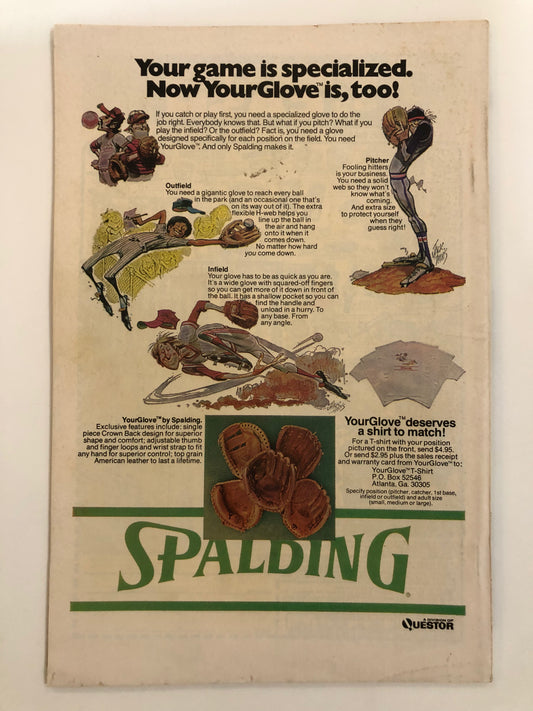 Your game is specialized.
Now YourGlove™ is, too!
If you catch or play first, you need a specialized glove to do the
job right. Everybody knows that. But what if you pitch? What if you
play the infield? Or the outfield? Fact is, you need a glove
designed specifically for each position on the field. You need
YourGlove™. And only Spalding makes it.
Pitcher
Fooling hitters
is your business.
You need a solid
web so they won't
know what's
coming.
And extra size
to protect yourself
when they
guess right!
Outfield
You need a gigantic glove to reach every ball
in the park (and an occasional one that's
on its way out of it). The extra
flexible H-web helps you
line up the ball in
the air and hang
onto it when it
comes down.
No matter how hard
you come down.
Infield
Your glove has to be as quick as you are.
It's a wide glove with squared-off fingers
so you can get more of it down in front of
the ball. It has a shallow pocket so you can
find the handle and
unload in a hurry. To
any base. From
any angle.
YourGlove™ by Spalding.
Exclusive features include: single
piece Crown Back design for superior
shape and comfort; adjustable thumb
and finger loops and wrist strap to fit
any hand for superior control; top grain
American leather to last a lifetime.
YourGlove™ deserves
a shirt to match!
For a T-shirt with your position
pictured on the front, send $4.95.
Or send $2.95 plus the sales receipt
and warranty card from YourGlove™ to:
YourGlove™ T-Shirt
P.O. Box 52546
Atlanta, Ga. 30305
Specify position (pitcher, catcher, 1st base,
infield or outfield) and adult size
(small, medium or large).
SPALDING®
A DIVISION OF
QUESTOR